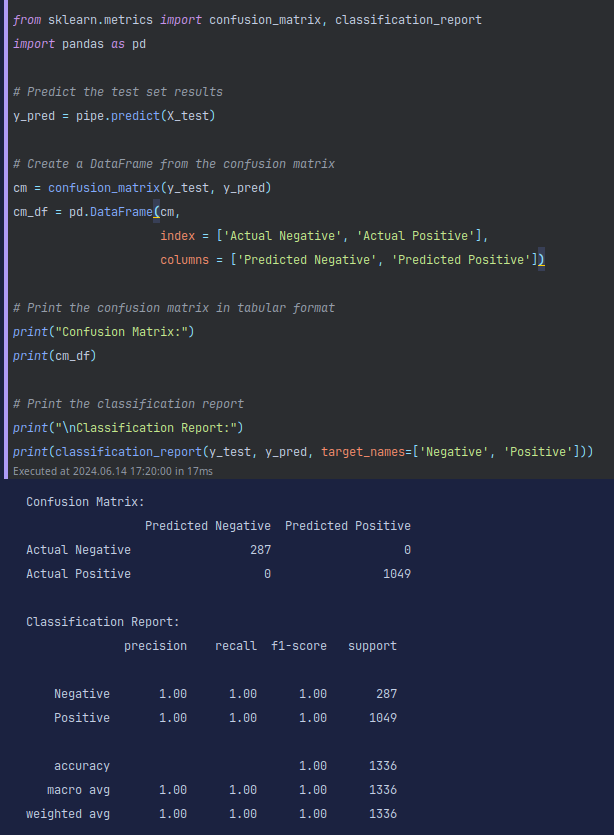 from sklearn.metrics import confusion_matrix, classification_report
import pandas as pd

# Predict the test set results
y_pred = pipe.predict(X_test)

# Create a DataFrame from the confusion matrix
cm = confusion_matrix(y_test, y_pred)
cm_df = pd.DataFrame(cm,
                     index = ['Actual Negative', 'Actual Positive'],
                     columns = ['Predicted Negative', 'Predicted Positive'])

# Print the confusion matrix in tabular format
print("Confusion Matrix:")
print(cm_df)

# Print the classification report
print("\nClassification Report:")
print(classification_report(y_test, y_pred, target_names=['Negative', 'Positive']))
Executed at 2024.06.14 17:20:00 in 17ms
Confusion Matrix:
                 Predicted Negative  Predicted Positive
Actual Negative                 287                   0
Actual Positive                   0                1049

Classification Report:
              precision    recall  f1-score   support

    Negative       1.00      1.00      1.00       287
    Positive       1.00      1.00      1.00      1049

    accuracy                           1.00      1336
   macro avg       1.00      1.00      1.00      1336
weighted avg       1.00      1.00      1.00      1336